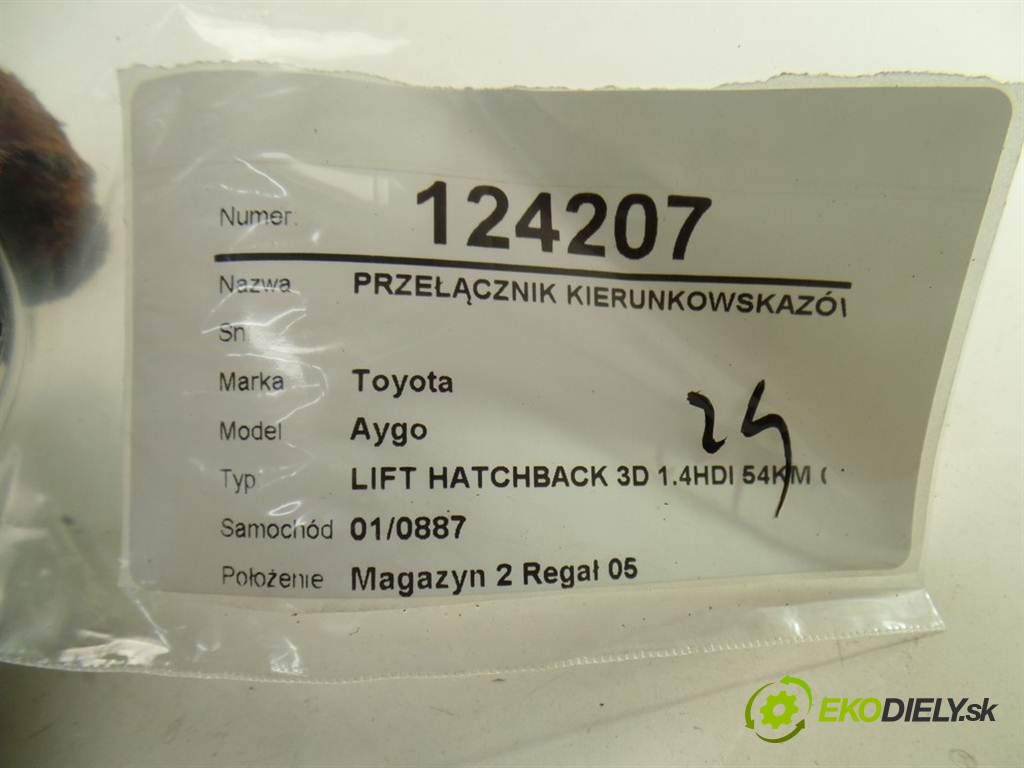 Numer: 124207
Nazwa PRZEŁĄCZNIK KIERUNKOWSKAZÓ
Sn
Marka Toyota
Model Aygo
24
Typ LIFT HATCHBACK 3D 1.4HDI 54KM (
Samochód 01/0887
Położenie Magazyn 2 Regał 05
EKODIELY.sk